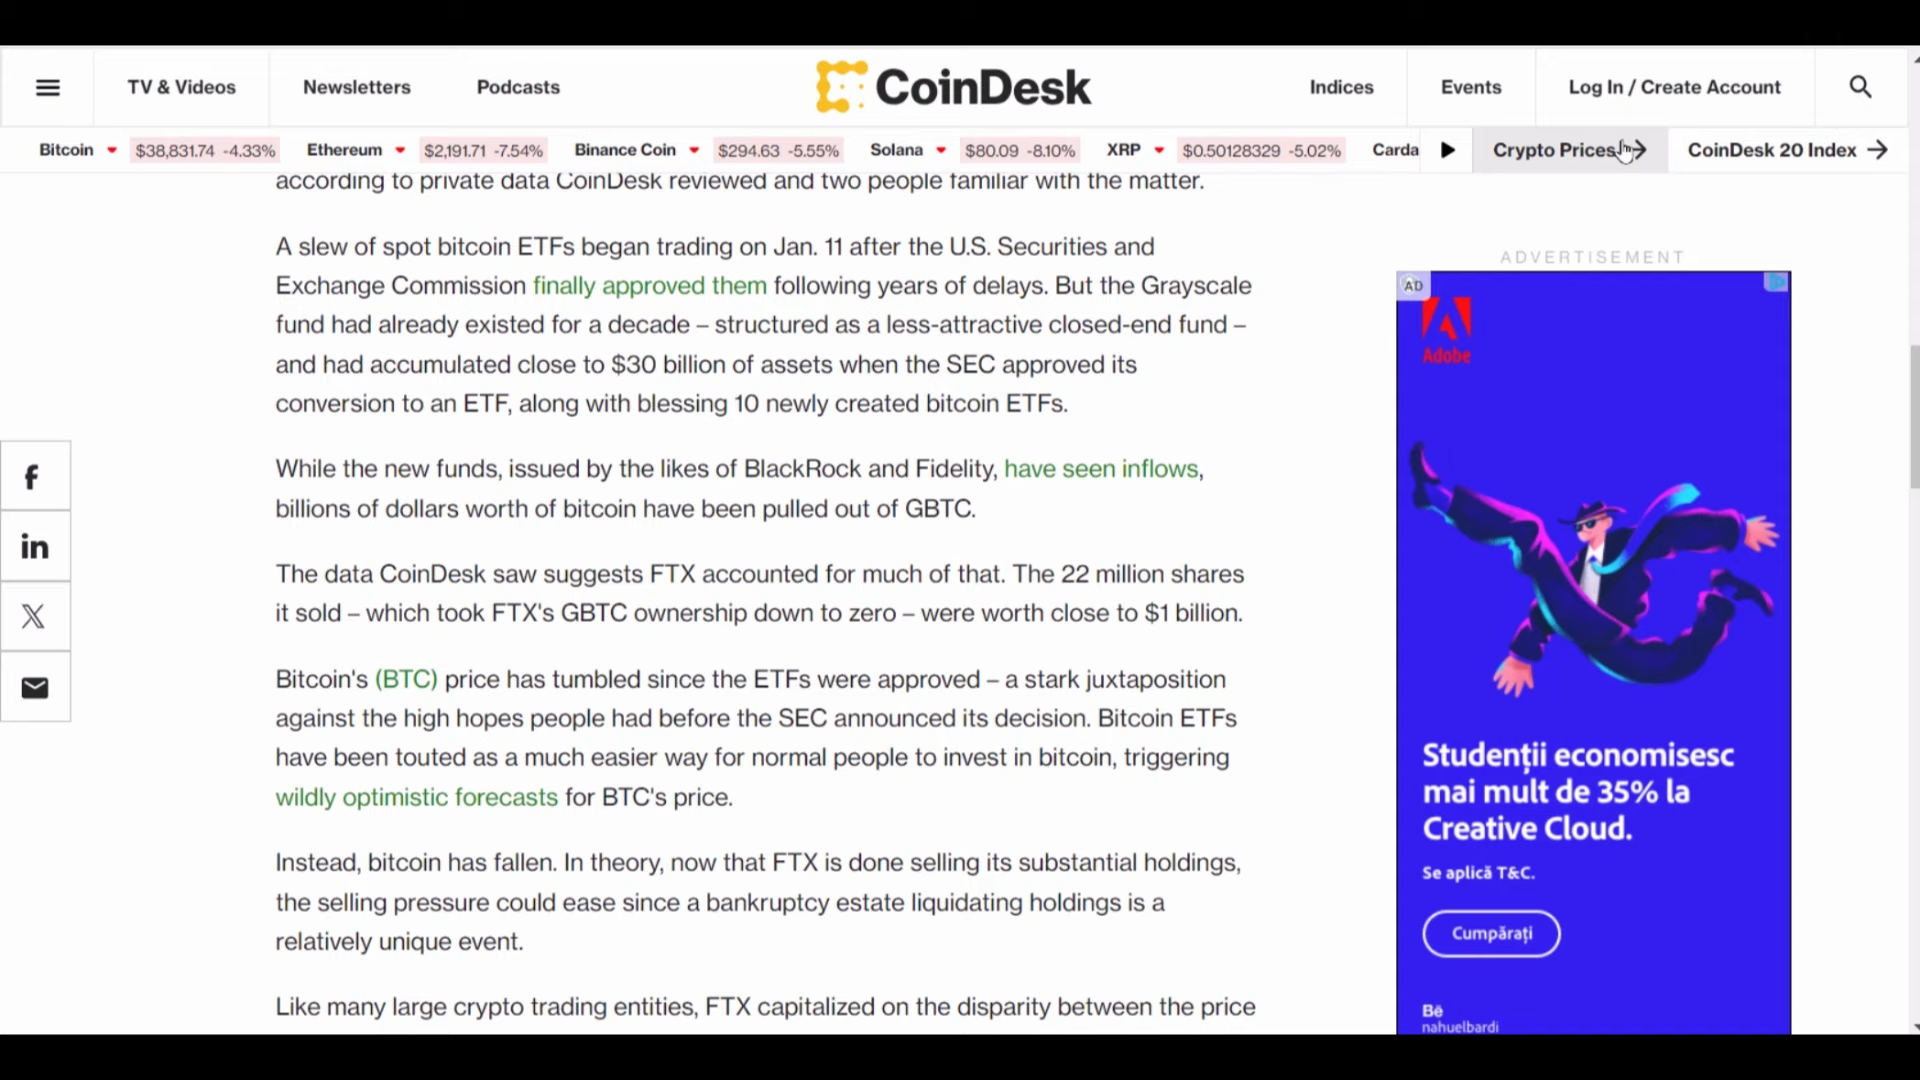 TV & Videos
Newsletters
Podcasts
CoinDesk
Indices
Events
Log In / Create Account
Bitcoin $38,831.74 -4.33% Ethereum $2,191.71 -7.54% Binance Coin $294.63 -5.55% Solana $80.09 -8.10% XRP $0.50128329 -5.02% Carda
Crypto Prices
CoinDesk 20 Index
according to private data CoinDesk reviewed and two people familiar with the matter.
A slew of spot bitcoin ETFs began trading on Jan. 11 after the U.S. Securities and
Exchange Commission finally approved them following years of delays. But the Grayscale
fund had already existed for a decade – structured as a less-attractive closed-end fund –
and had accumulated close to $30 billion of assets when the SEC approved its
conversion to an ETF, along with blessing 10 newly created bitcoin ETFs.
While the new funds, issued by the likes of BlackRock and Fidelity, have seen inflows,
billions of dollars worth of bitcoin have been pulled out of GBTC.
The data CoinDesk saw suggests FTX accounted for much of that. The 22 million shares
it sold – which took FTX's GBTC ownership down to zero – were worth close to $1 billion.
Bitcoin's (BTC) price has tumbled since the ETFs were approved – a stark juxtaposition
against the high hopes people had before the SEC announced its decision. Bitcoin ETFs
have been touted as a much easier way for normal people to invest in bitcoin, triggering
wildly optimistic forecasts for BTC's price.
Instead, bitcoin has fallen. In theory, now that FTX is done selling its substantial holdings,
the selling pressure could ease since a bankruptcy estate liquidating holdings is a
relatively unique event.
Like many large crypto trading entities, FTX capitalized on the disparity between the price
ADVERTISEMENT
AD
Adobe
Studenții economisesc
mai mult de 35% la
Creative Cloud.
Se aplică T&C.
Cumpărați
Bē
nahuelbardi